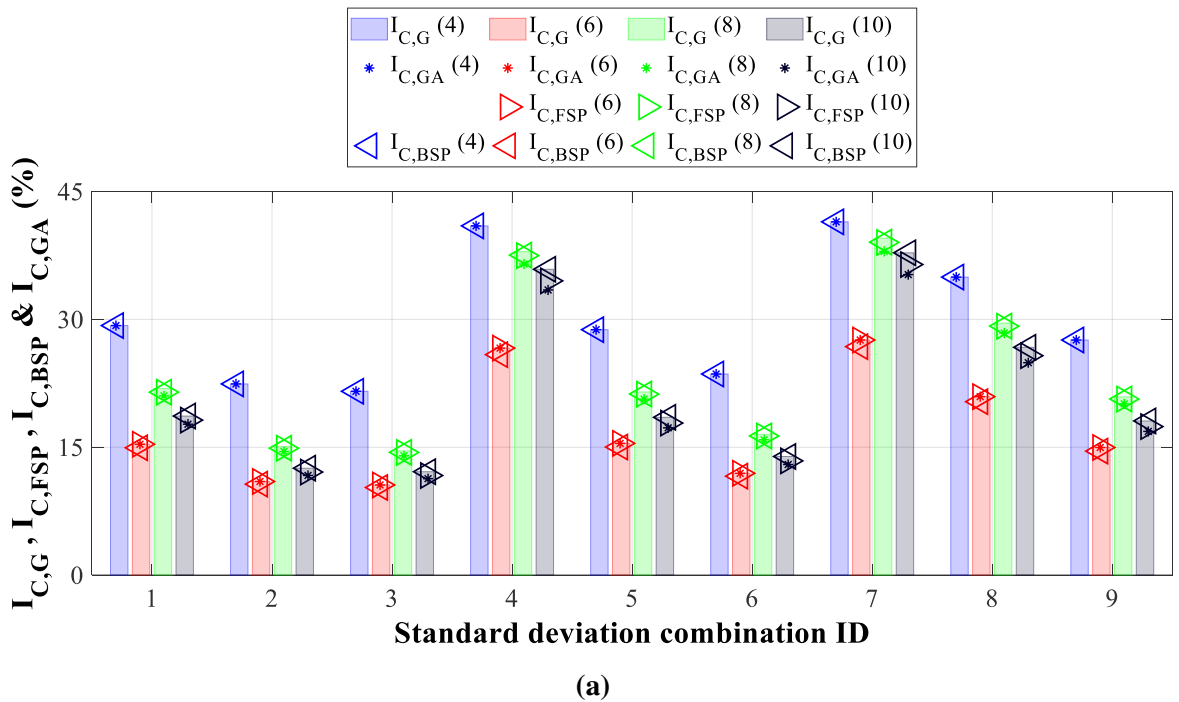 I_C,G (4) I_C,G (6) I_C,G (8) I_C,G (10)
I_C,GA (4) I_C,GA (6) I_C,GA (8) I_C,GA (10)
I_C,FSP (6) I_C,FSP (8) I_C,FSP (10)
I_C,BSP (4) I_C,BSP (6) I_C,BSP (8) I_C,BSP (10)
I_C,G , I_C,FSP , I_C,BSP & I_C,GA (%)
45
30
15
0
1 2 3 4 5 6 7 8 9
Standard deviation combination ID
(a)